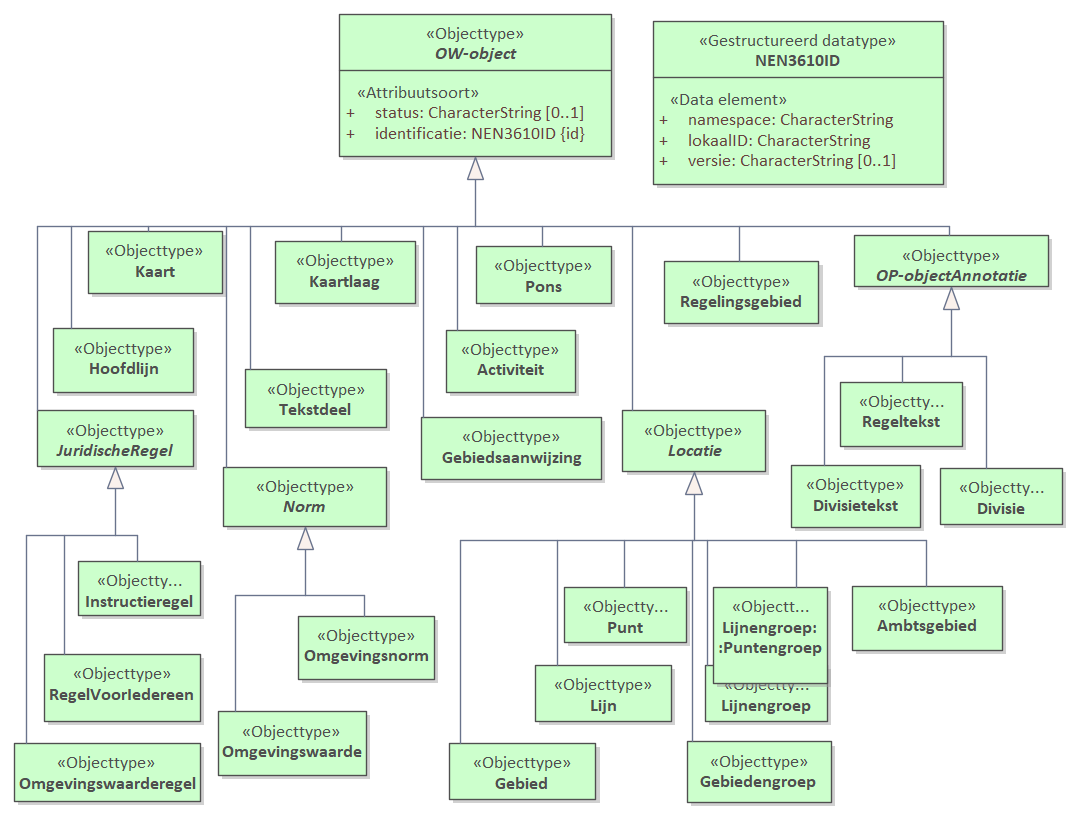 «Objecttype»
OW-object
«Attribuutsoort»
+ status: CharacterString [0..1]
+ identificatie: NEN3610ID {id}
«Gestructureerd datatype»
NEN3610ID
«Data element»
+ namespace: CharacterString
+ lokaalID: CharacterString
+ versie: CharacterString [0..1]
«Objecttype»
Kaart
«Objecttype»
Kaartlaag
«Objecttype»
Pons
«Objecttype»
Regelingsgebied
«Objecttype»
OP-objectAnnotatie
«Objecttype»
Hoofdlijn
«Objecttype»
Activiteit
«Objecttype»
Tekstdeel
«Objectty...
Regeltekst
«Objecttype»
JuridischeRegel
«Objecttype»
Gebiedsaanwijzing
«Objecttype»
Locatie
«Objecttype»
Norm
«Objecttype»
Divisietekst
«Objectty...
Divisie
«Objectty...
Instructieregel
«Objecttype»
Omgevingsnorm
«Objectty...
Punt
«Objectt...
Lijnengroep:
:Puntengroep
«Objecttype»
Ambtsgebied
«Objecttype»
RegelVoorIedereen
«Objecttype»
Lijn
«Objectty...
Lijnengroep
«Objecttype»
Omgevingswaarde
«Objecttype»
Omgevingswaarderegel
«Objecttype»
Gebied
«Objecttype»
Gebiedengroep